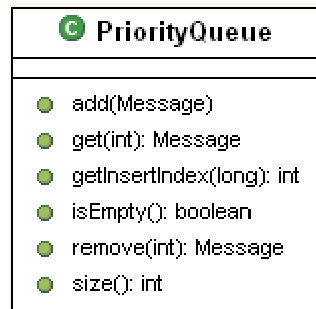 C PriorityQueue
add(Message)
get(int): Message
getInsertIndex(long): int
isEmpty(): boolean
remove(int): Message
size(): int